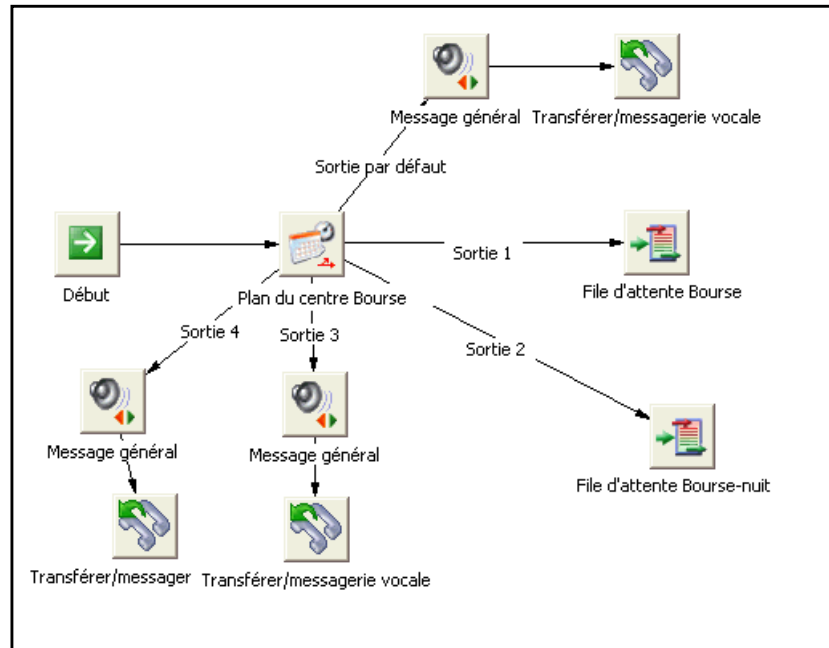 Message général
Transférer/messagerie vocale
Sortie par défaut
Sortie 1
Début
Plan du centre Bourse
File d'attente Bourse
Sortie 4
Sortie 3
Sortie 2
Message général
Message général
File d'attente Bourse-nuit
Transférer/messager
Transférer/messagerie vocale